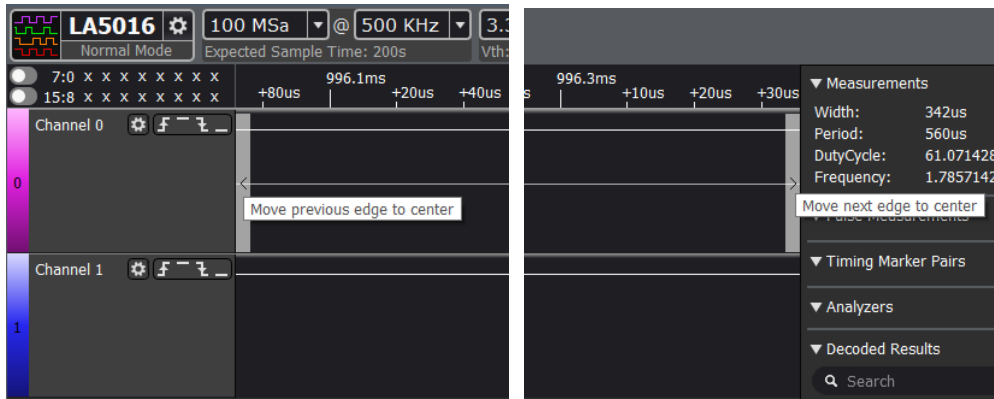 LA5016
Normal Mode
100 MSa @ 500 KHz
Expected Sample Time: 200s
Vth:
7:0 X X X X X X X X
15:8 X X X X X X X X
+80us
996.1ms
+20us
+40us
Channel 0
0
Move previous edge to center
Channel 1
1
996.3ms
+10us
+20us
+30us
Measurements
Width: 342us
Period: 560us
DutyCycle: 61.071428
Frequency: 1.7857142
Move next edge to center
Pulse Measurements
Timing Marker Pairs
Analyzers
Decoded Results
Search